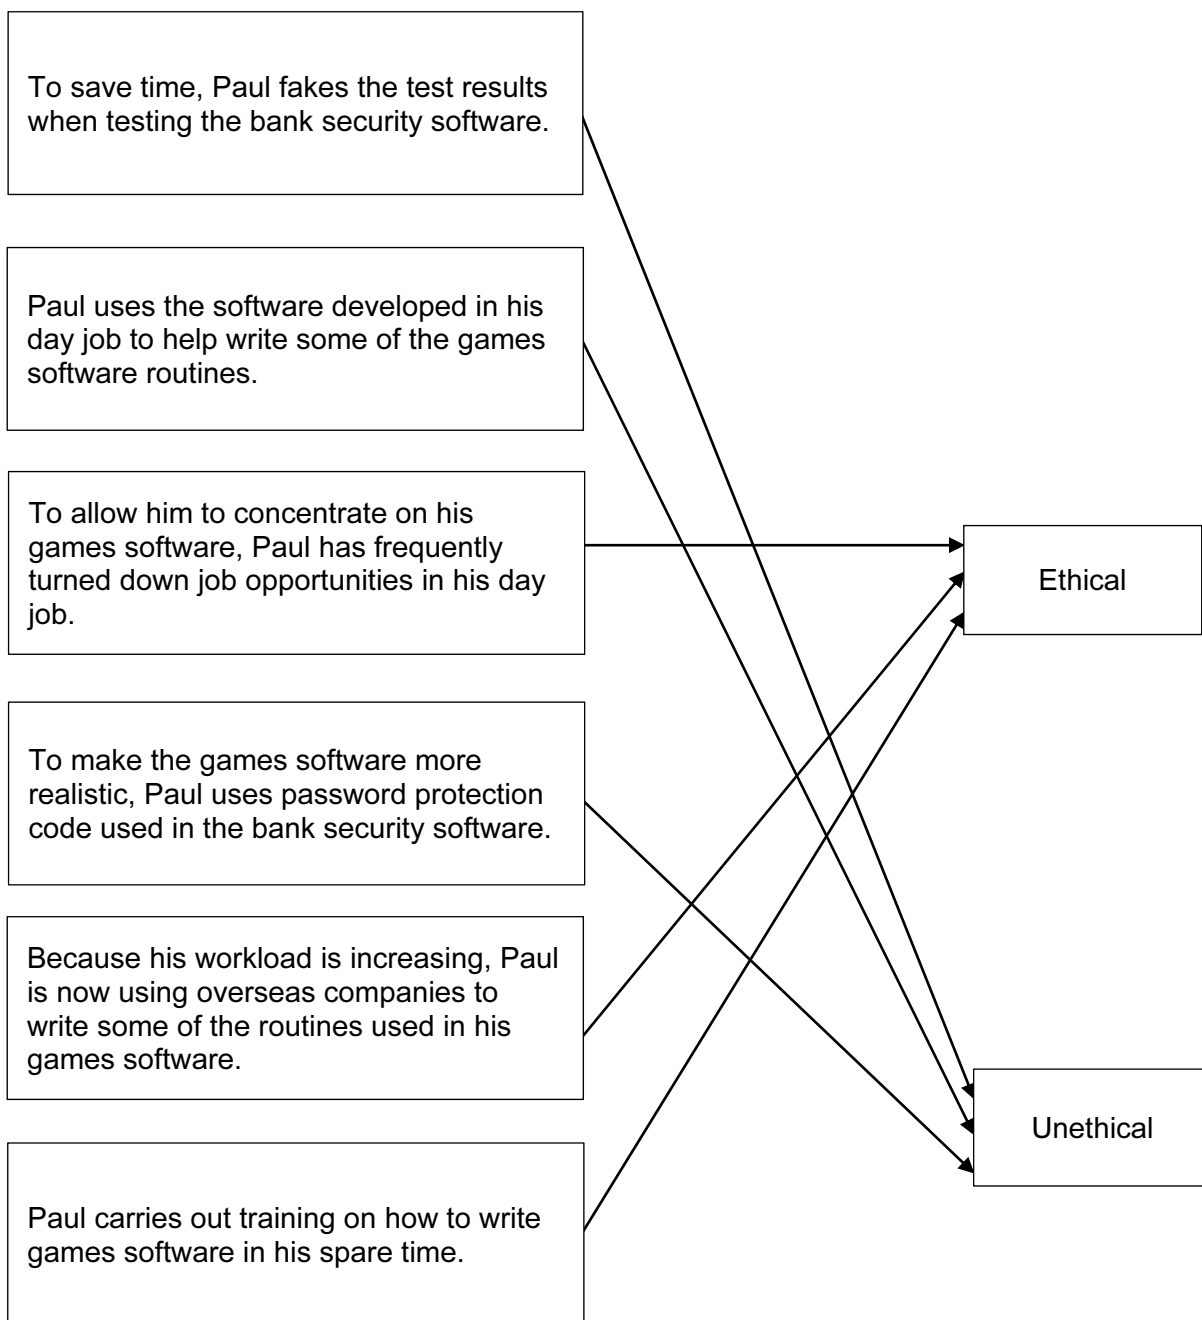 To save time, Paul fakes the test results
when testing the bank security software.
Paul uses the software developed in his
day job to help write some of the games
software routines.
To allow him to concentrate on his
games software, Paul has frequently
turned down job opportunities in his day
job.
Ethical
To make the games software more
realistic, Paul uses password protection
code used in the bank security software.
Because his workload is increasing, Paul
is now using overseas companies to
write some of the routines used in his
games software.
Unethical
Paul carries out training on how to write
games software in his spare time.